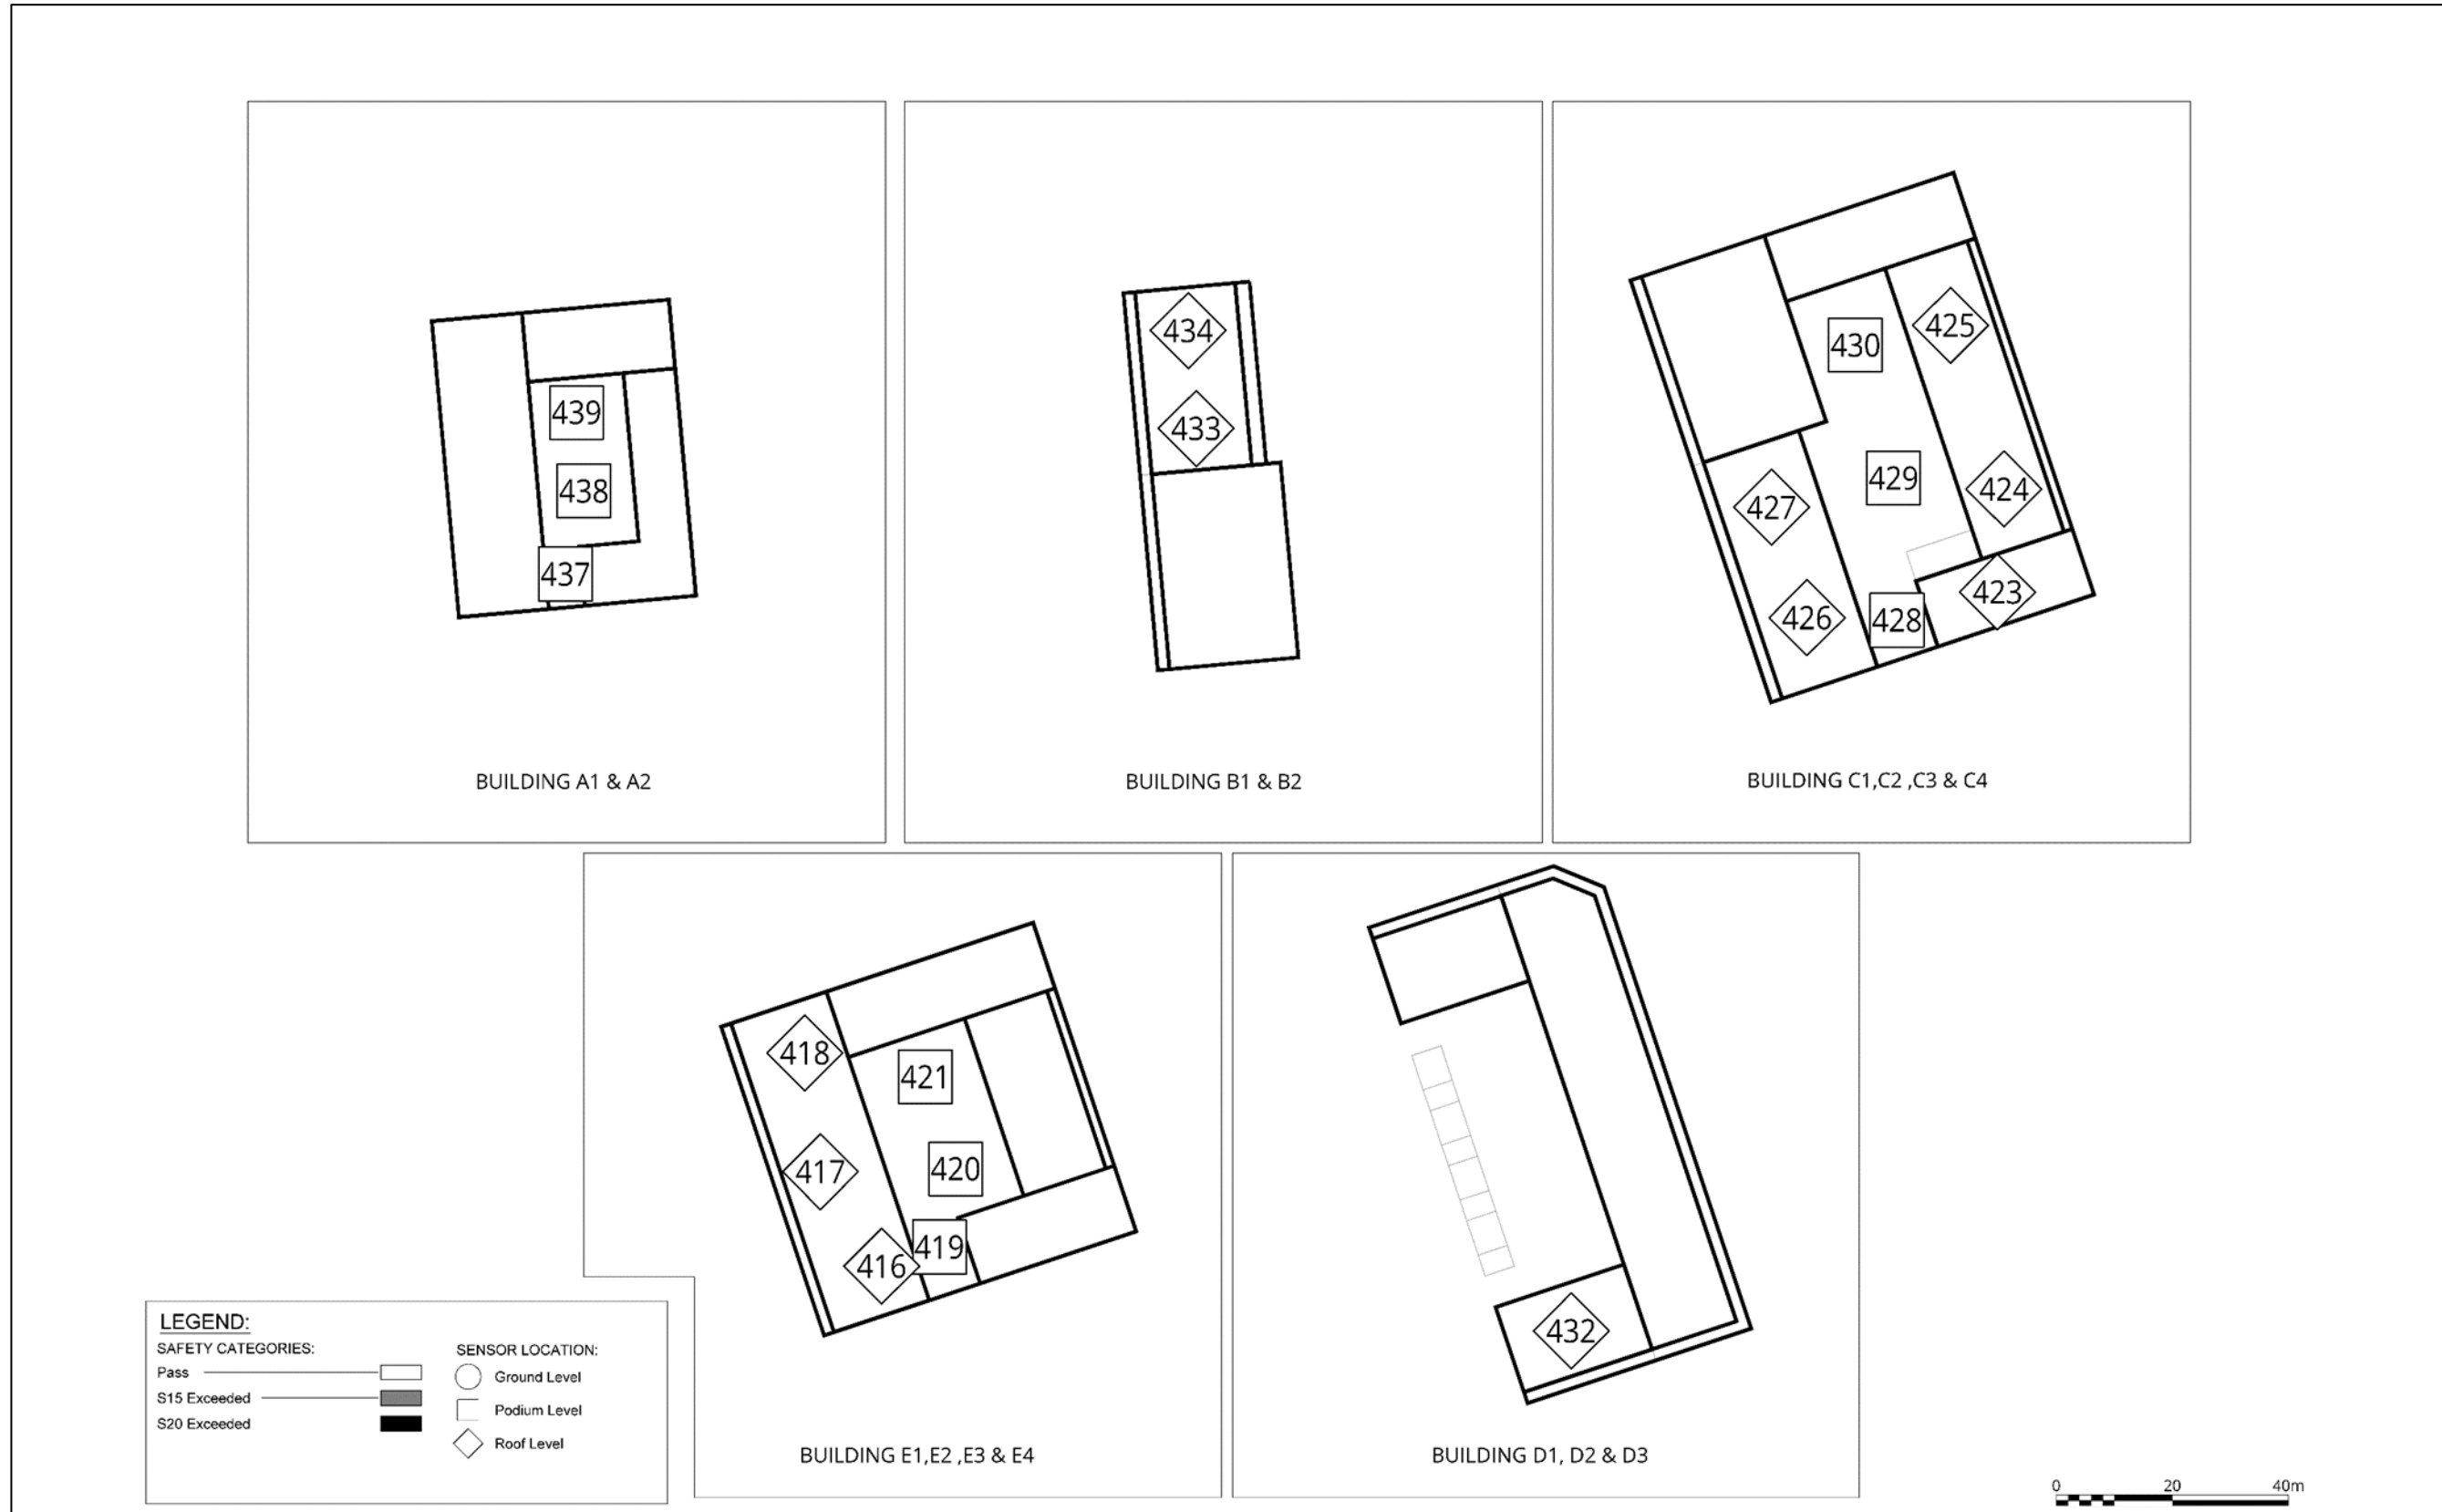 439
438
437
BUILDING A1 & A2
434
433
BUILDING B1 & B2
425
430
429
424
427
423
428
426
BUILDING C1,C2 ,C3 & C4
418
421
417
420
419
416
BUILDING E1,E2 ,E3 & E4
432
BUILDING D1, D2 & D3
LEGEND:
SAFETY CATEGORIES:
Pass
S15 Exceeded
S20 Exceeded
SENSOR LOCATION:
Ground Level
Podium Level
Roof Level
0 20 40m